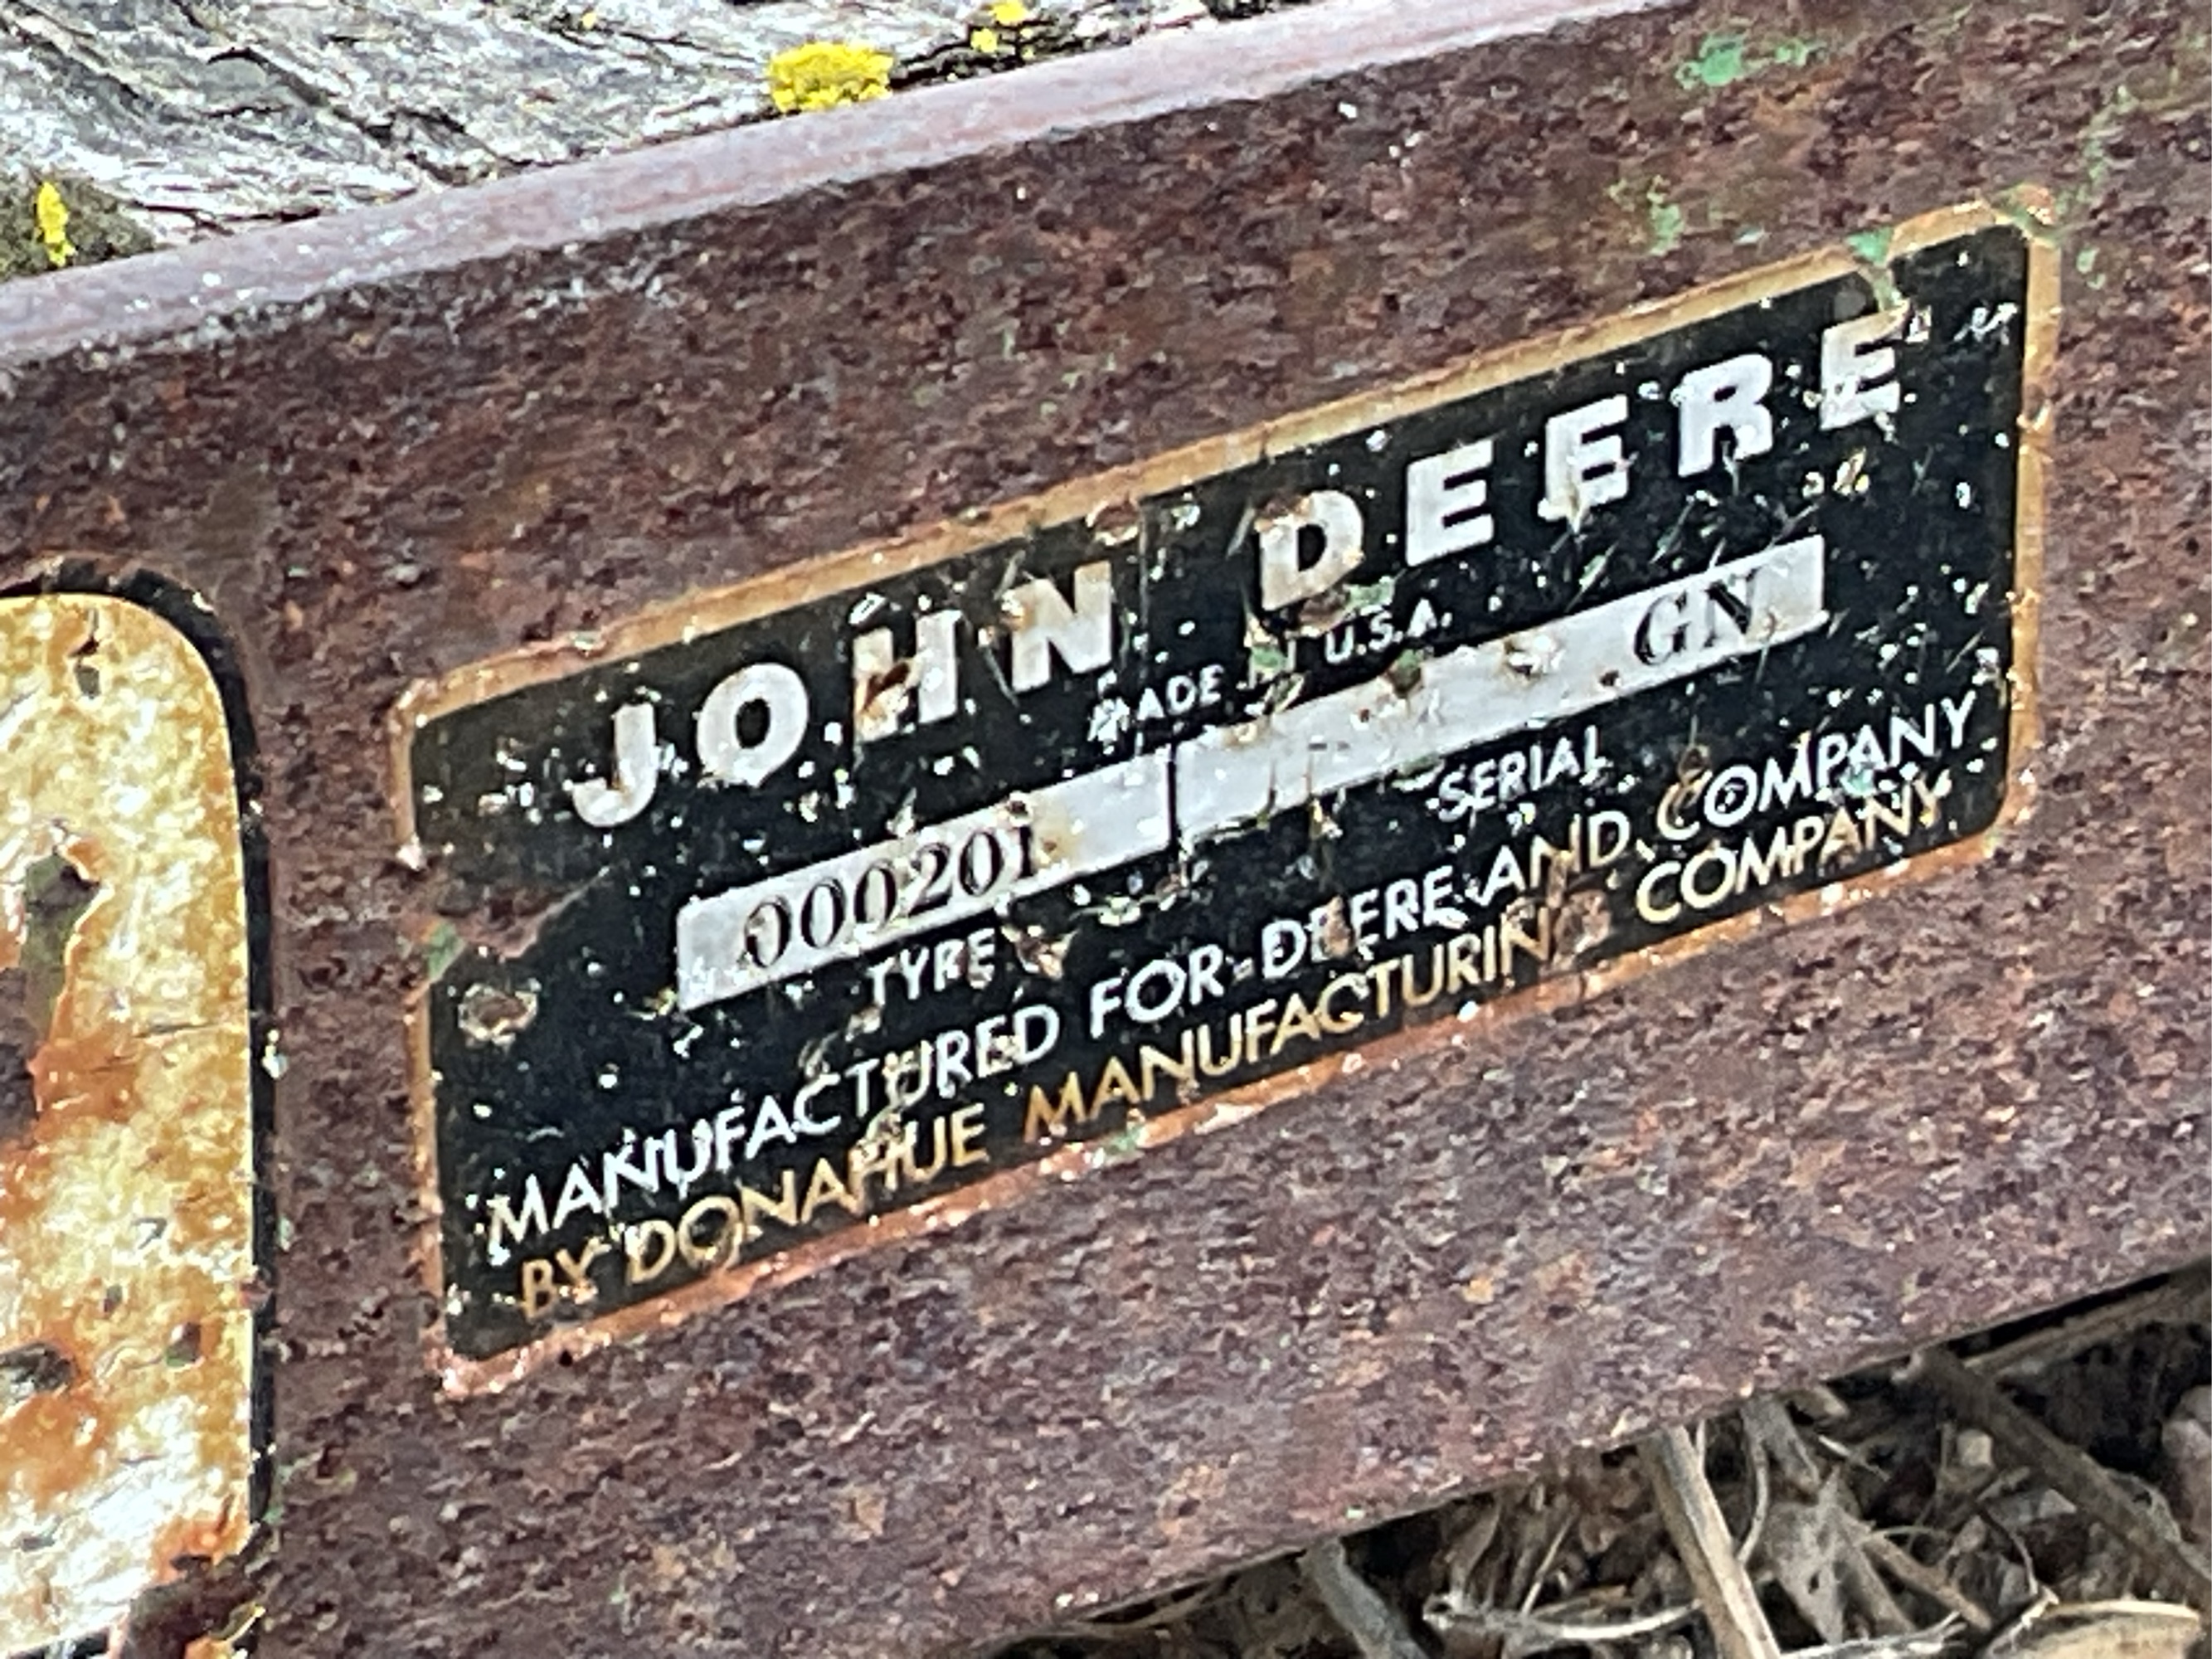 JOHN DEERE
MADE U.S.A.
000201 GN
TYPE SERIAL
MANUFACTURED FOR DEERE AND COMPANY
BY DONAHUE MANUFACTURING COMPANY